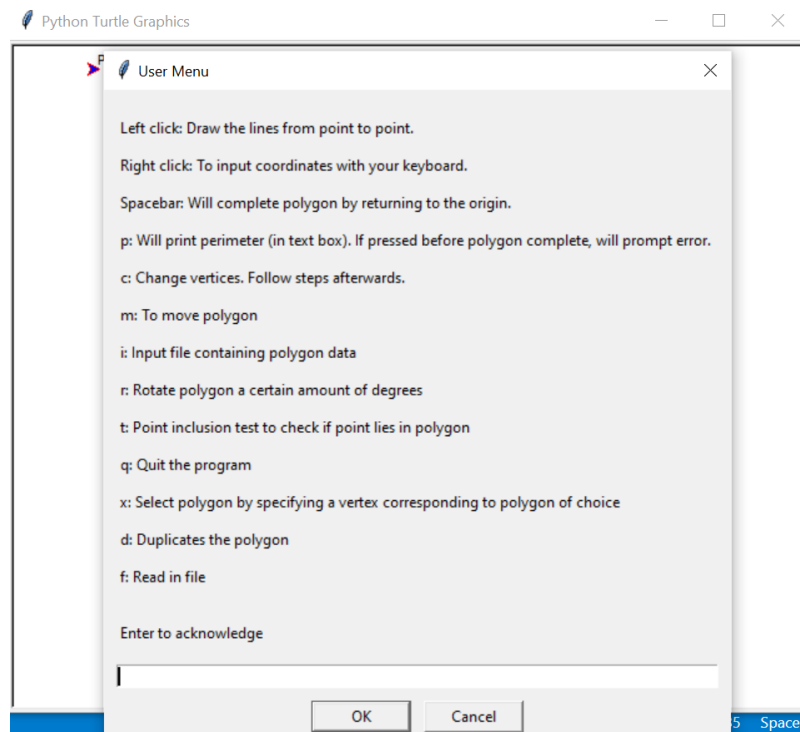 Python Turtle Graphics
P
User Menu
Left click: Draw the lines from point to point.
Right click: To input coordinates with your keyboard.
Spacebar: Will complete polygon by returning to the origin.
p: Will print perimeter (in text box). If pressed before polygon complete, will prompt error.
c: Change vertices. Follow steps afterwards.
m: To move polygon
i: Input file containing polygon data
r: Rotate polygon a certain amount of degrees
t: Point inclusion test to check if point lies in polygon
q: Quit the program
x: Select polygon by specifying a vertex corresponding to polygon of choice
d: Duplicates the polygon
f: Read in file
Enter to acknowledge
OK Cancel
5 Space